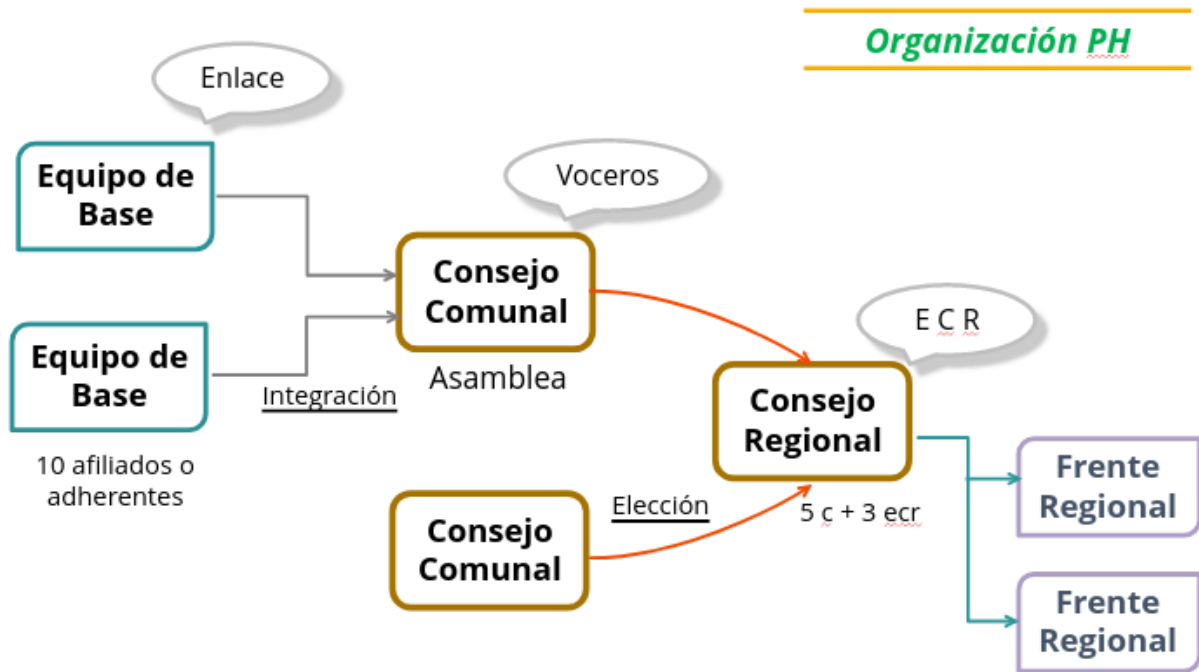 Organización PH
Enlace
Equipo de
Base
Voceros
Consejo
Comunal
Asamblea
Equipo de
Base
Integración
10 afiliados o
adherentes
E C R
Consejo
Regional
5 c + 3 ecr
Elección
Consejo
Comunal
Frente
Regional
Frente
Regional